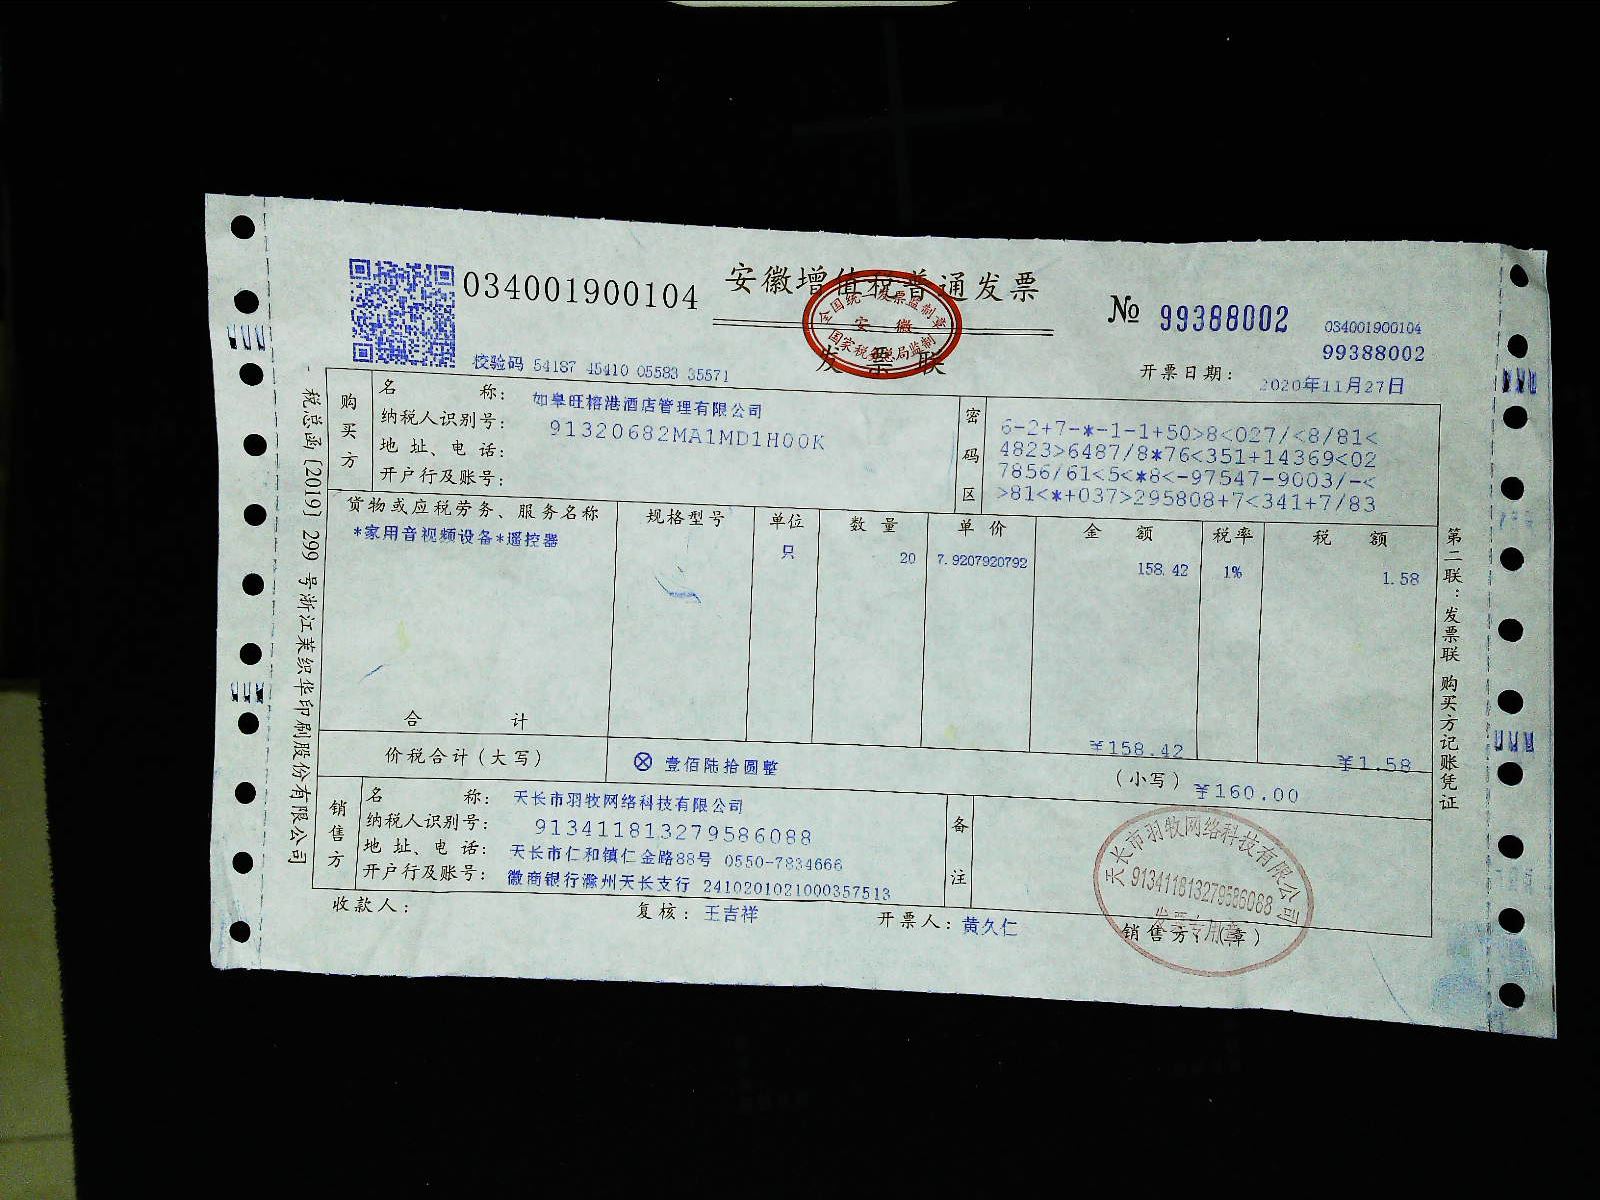 034001900104
安徽增值税普通发票
发票联
全国统一发票监制章
安徽
国家税务总局监制
№ 99388002
034001900104
99388002
校验码 54187 45410 05583 35571
开票日期: 2020年11月27日
购买方
名称: 如皋旺榕港酒店管理有限公司
纳税人识别号: 91320682MA1MD1H00K
地址、电话:
开户行及账号:
密码区
6-2+7-*-1-1+50>8<027/<8/81<
4823>6487/8*76<351+14369<02
7856/61<5<*8<-97547-9003/-<
>81<*+037>295808+7<341+7/83
货物或应税劳务、服务名称 规格型号 单位 数量 单价 金额 税率 税额
*家用音视频设备*遥控器 只 20 7.9207920792 158.42 1% 1.58
合计 ¥158.42 ¥1.58
价税合计(大写) ⊗ 壹佰陆拾圆整 (小写) ¥160.00
销售方
名称: 天长市羽牧网络科技有限公司
纳税人识别号: 913411813279586088
地址、电话: 天长市仁和镇仁金路88号 0550-7834666
开户行及账号: 徽商银行滁州天长支行 2410201021000357513
备注
收款人: 复核: 王吉祥 开票人: 黄久仁 销售方:(章)
天长市羽牧网络科技有限公司
913411813279586088
发票专用章
税总函[2019]299号浙江莱织华印刷股份有限公司
第二联:发票联 购买方记账凭证